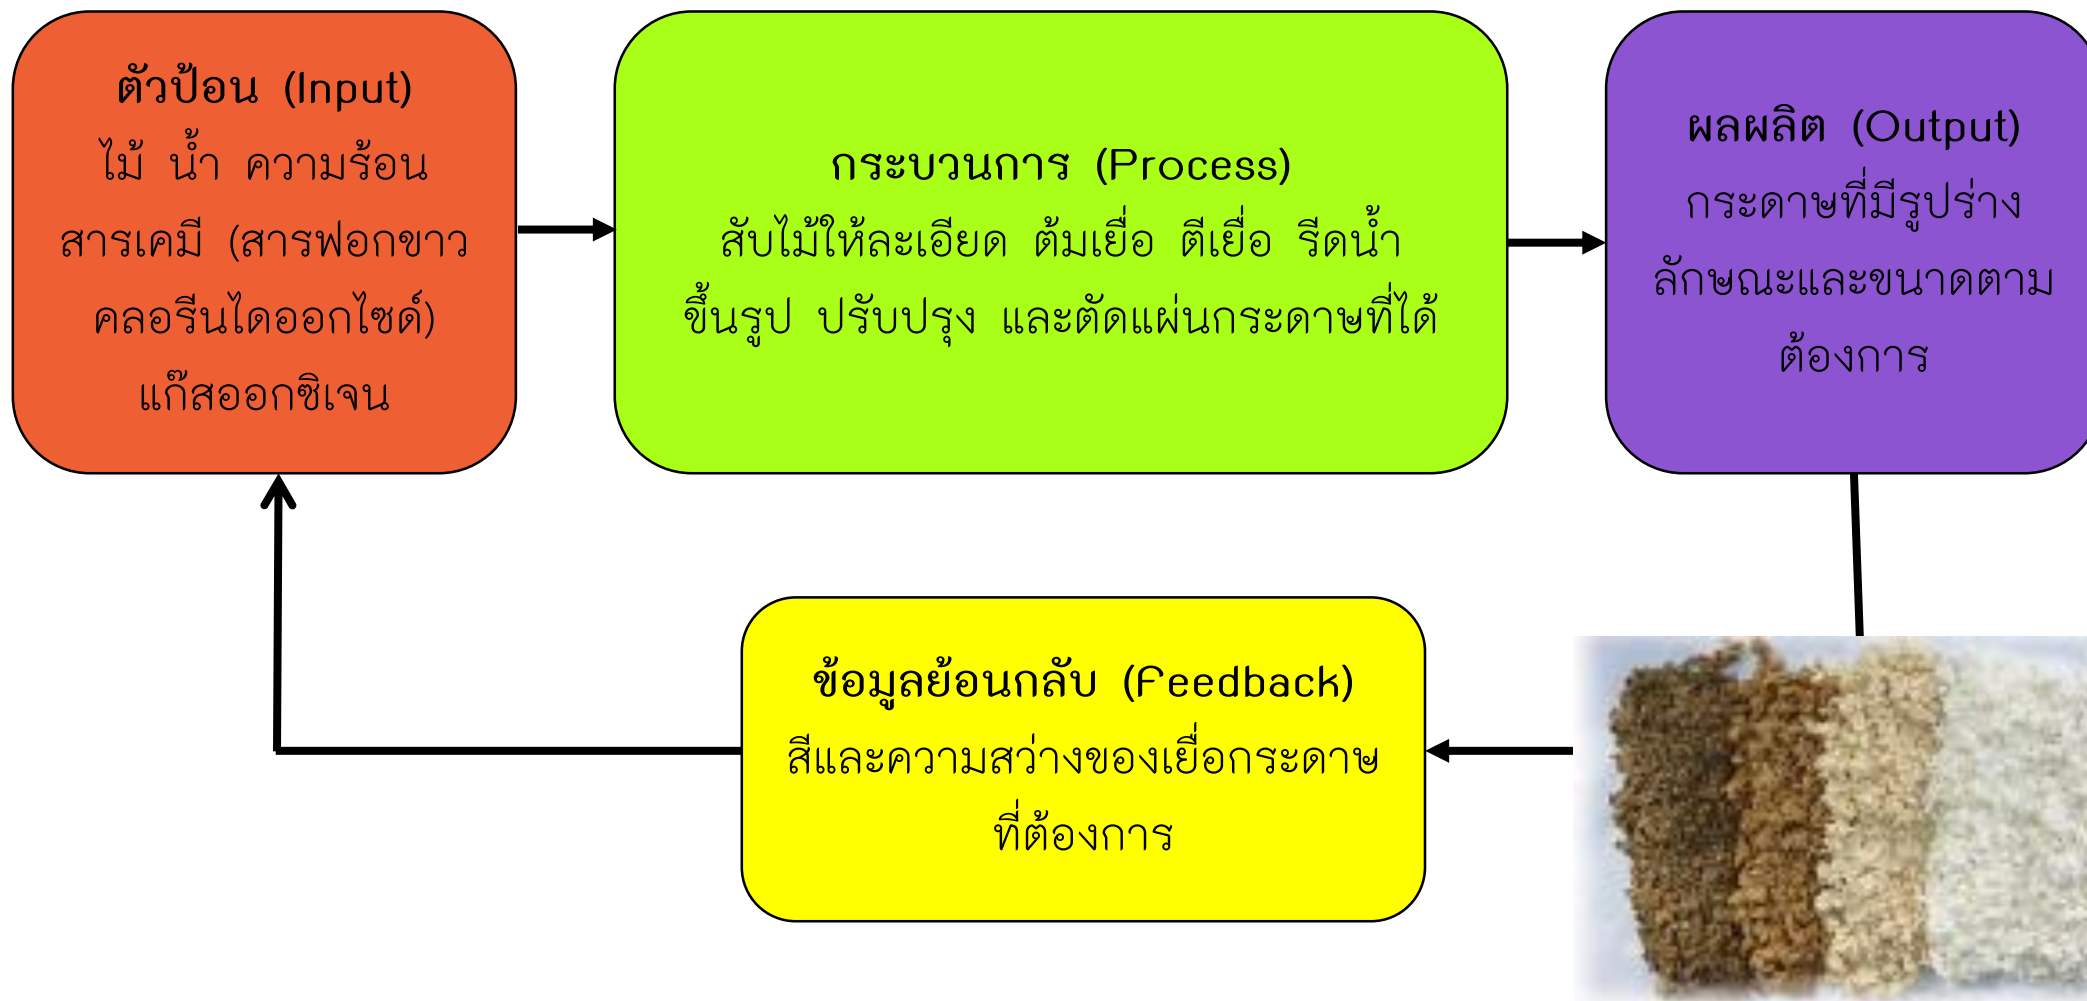 ตัวป้อน (Input)
ไม้ น้ำ ความร้อน
สารเคมี (สารฟอกขาว
คลอรีนไดออกไซด์)
แก๊สออกซิเจน
กระบวนการ (Process)
สับไม้ให้ละเอียด ต้มเยื่อ ตีเยื่อ รีดน้ำ
ขึ้นรูป ปรับปรุง และตัดแผ่นกระดาษที่ได้
ผลผลิต (Output)
กระดาษที่มีรูปร่าง
ลักษณะและขนาดตาม
ต้องการ
ข้อมูลย้อนกลับ (Feedback)
สีและความสว่างของเยื่อกระดาษ
ที่ต้องการ